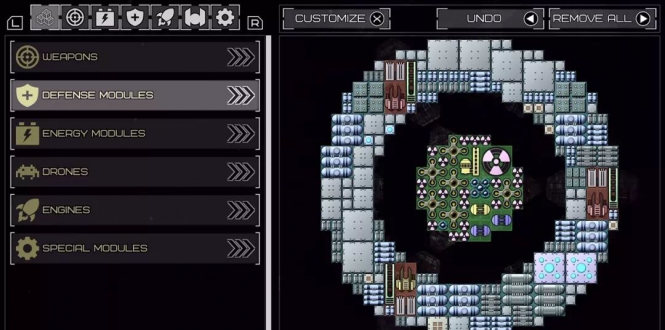 L
R
CUSTOMIZE
UNDO
REMOVE ALL
WEAPONS
DEFENSE MODULES
ENERGY MODULES
DRONES
ENGINES
SPECIAL MODULES